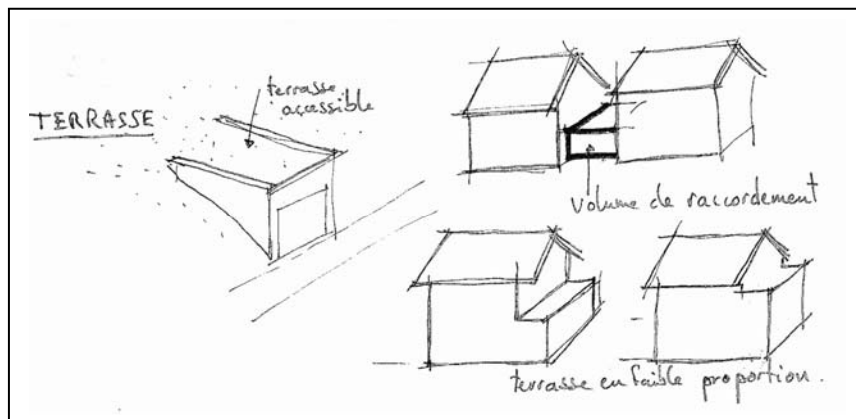 TERRASSE
terrasse
accessible
Volume de raccordement
terrasse en faible proportion.